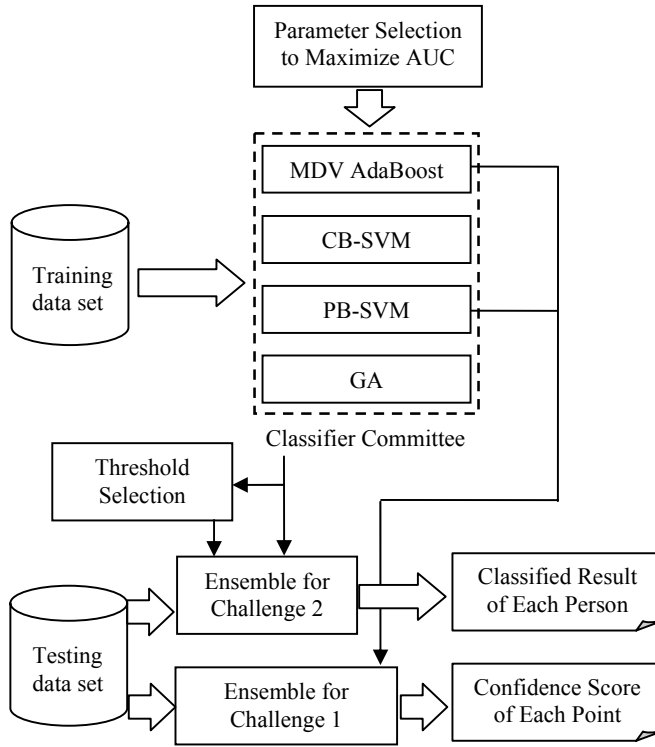 Parameter Selection
to Maximize AUC
MDV AdaBoost
CB-SVM
PB-SVM
GA
Training
data set
Classifier Committee
Threshold
Selection
Ensemble for
Challenge 2
Classified Result
of Each Person
Testing
data set
Ensemble for
Challenge 1
Confidence Score
of Each Point